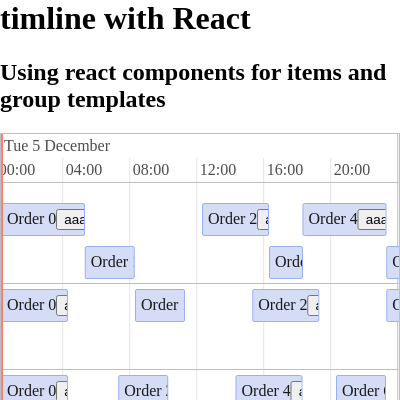 timline with React
Using react components for items and
group templates
Tue 5 December
00:00 04:00 08:00 12:00 16:00 20:00
Order 0 aaa Order 2 Order 4 aaa
Order
Order 0 Order Order 2
Order 0 Order Order 4 Order